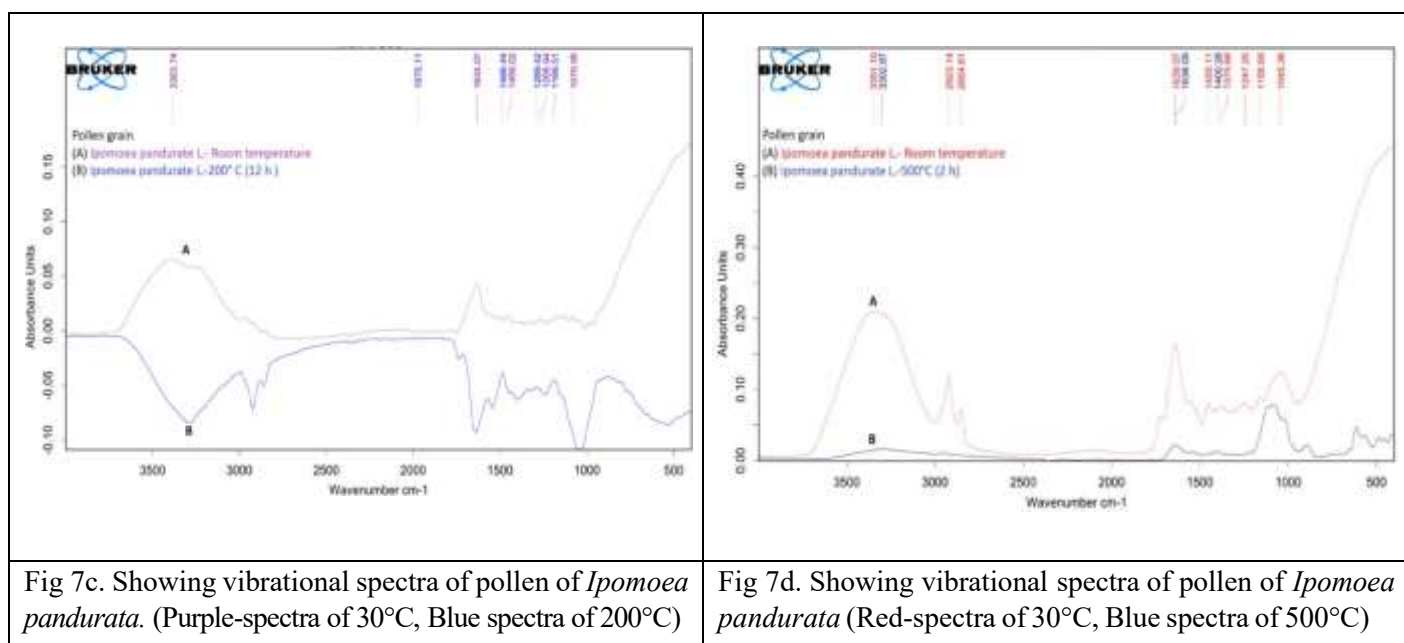 BRUKER
Pollen grain
(A) Ipomoea pandurate L.- Room temperature
(B) Ipomoea pandurate L.-200° C (12 h )
A
B
0.15
0.10
0.05
0.00
-0.05
-0.10
Absorbance Units
3500 3000 2500 2000 1500 1000 500
Wavenumber cm-1
BRUKER
Pollen grain
(A) Ipomoea pandurate L.- Room temperature
(B) Ipomoea pandurate L.-500°C (2 h)
A
B
0.40
0.30
0.20
0.10
0.00
Absorbance Units
3500 3000 2500 2000 1500 1000 500
Wavenumber cm-1
Fig 7c. Showing vibrational spectra of pollen of Ipomoea
pandurata. (Purple-spectra of 30°C, Blue spectra of 200°C)
Fig 7d. Showing vibrational spectra of pollen of Ipomoea
pandurata (Red-spectra of 30°C, Blue spectra of 500°C)